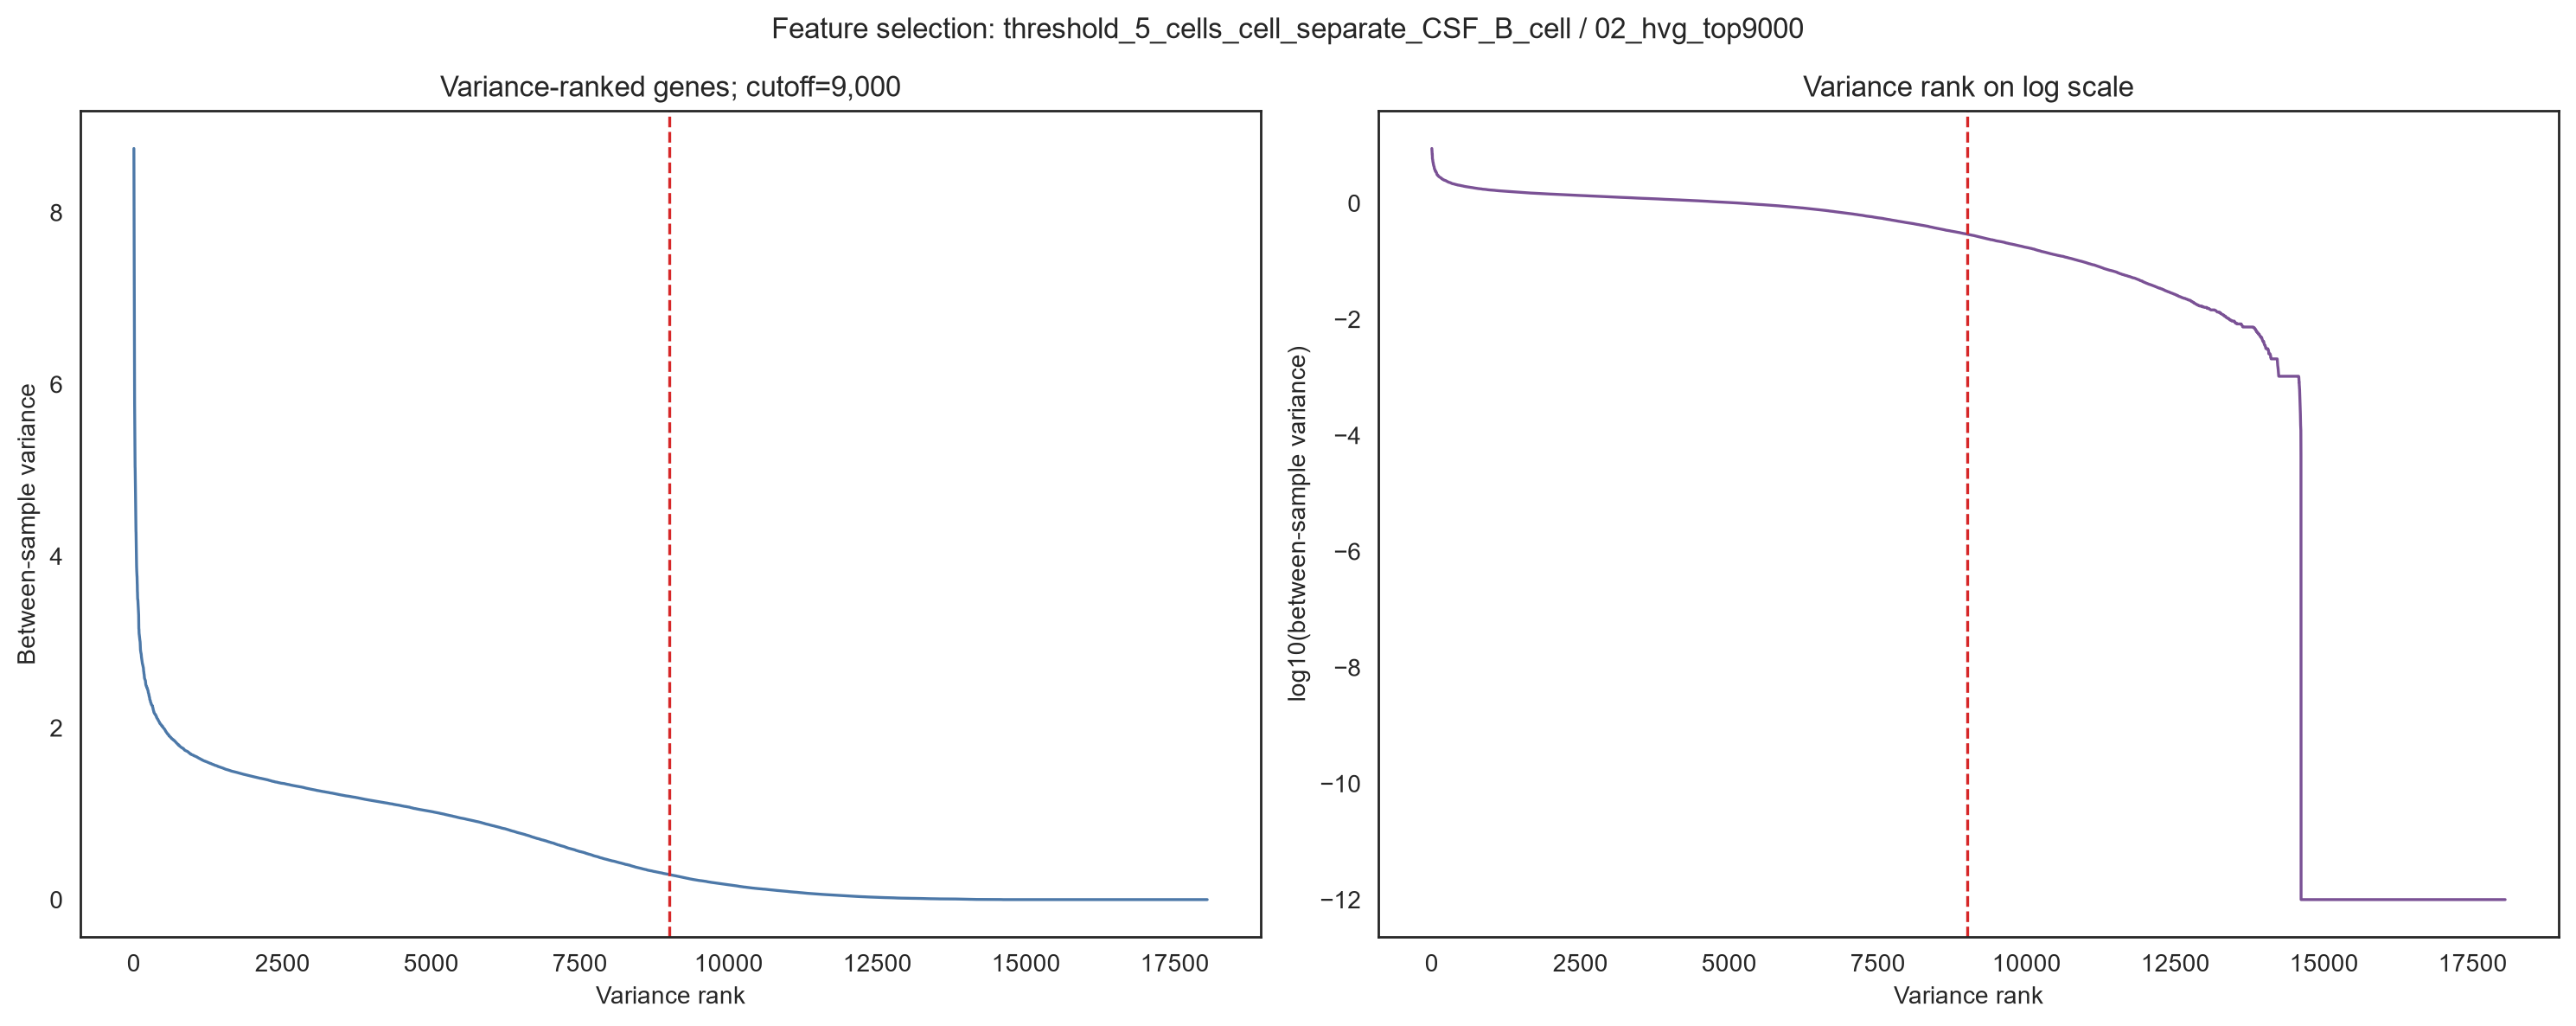 Feature selection: threshold_5_cells_cell_separate_CSF_B_cell / 02_hvg_top9000
Variance-ranked genes; cutoff=9,000
Between-sample variance
8
6
4
2
0
0 2500 5000 7500 10000 12500 15000 17500
Variance rank
Variance rank on log scale
log10(between-sample variance)
0
−2
−4
−6
−8
−10
−12
0 2500 5000 7500 10000 12500 15000 17500
Variance rank